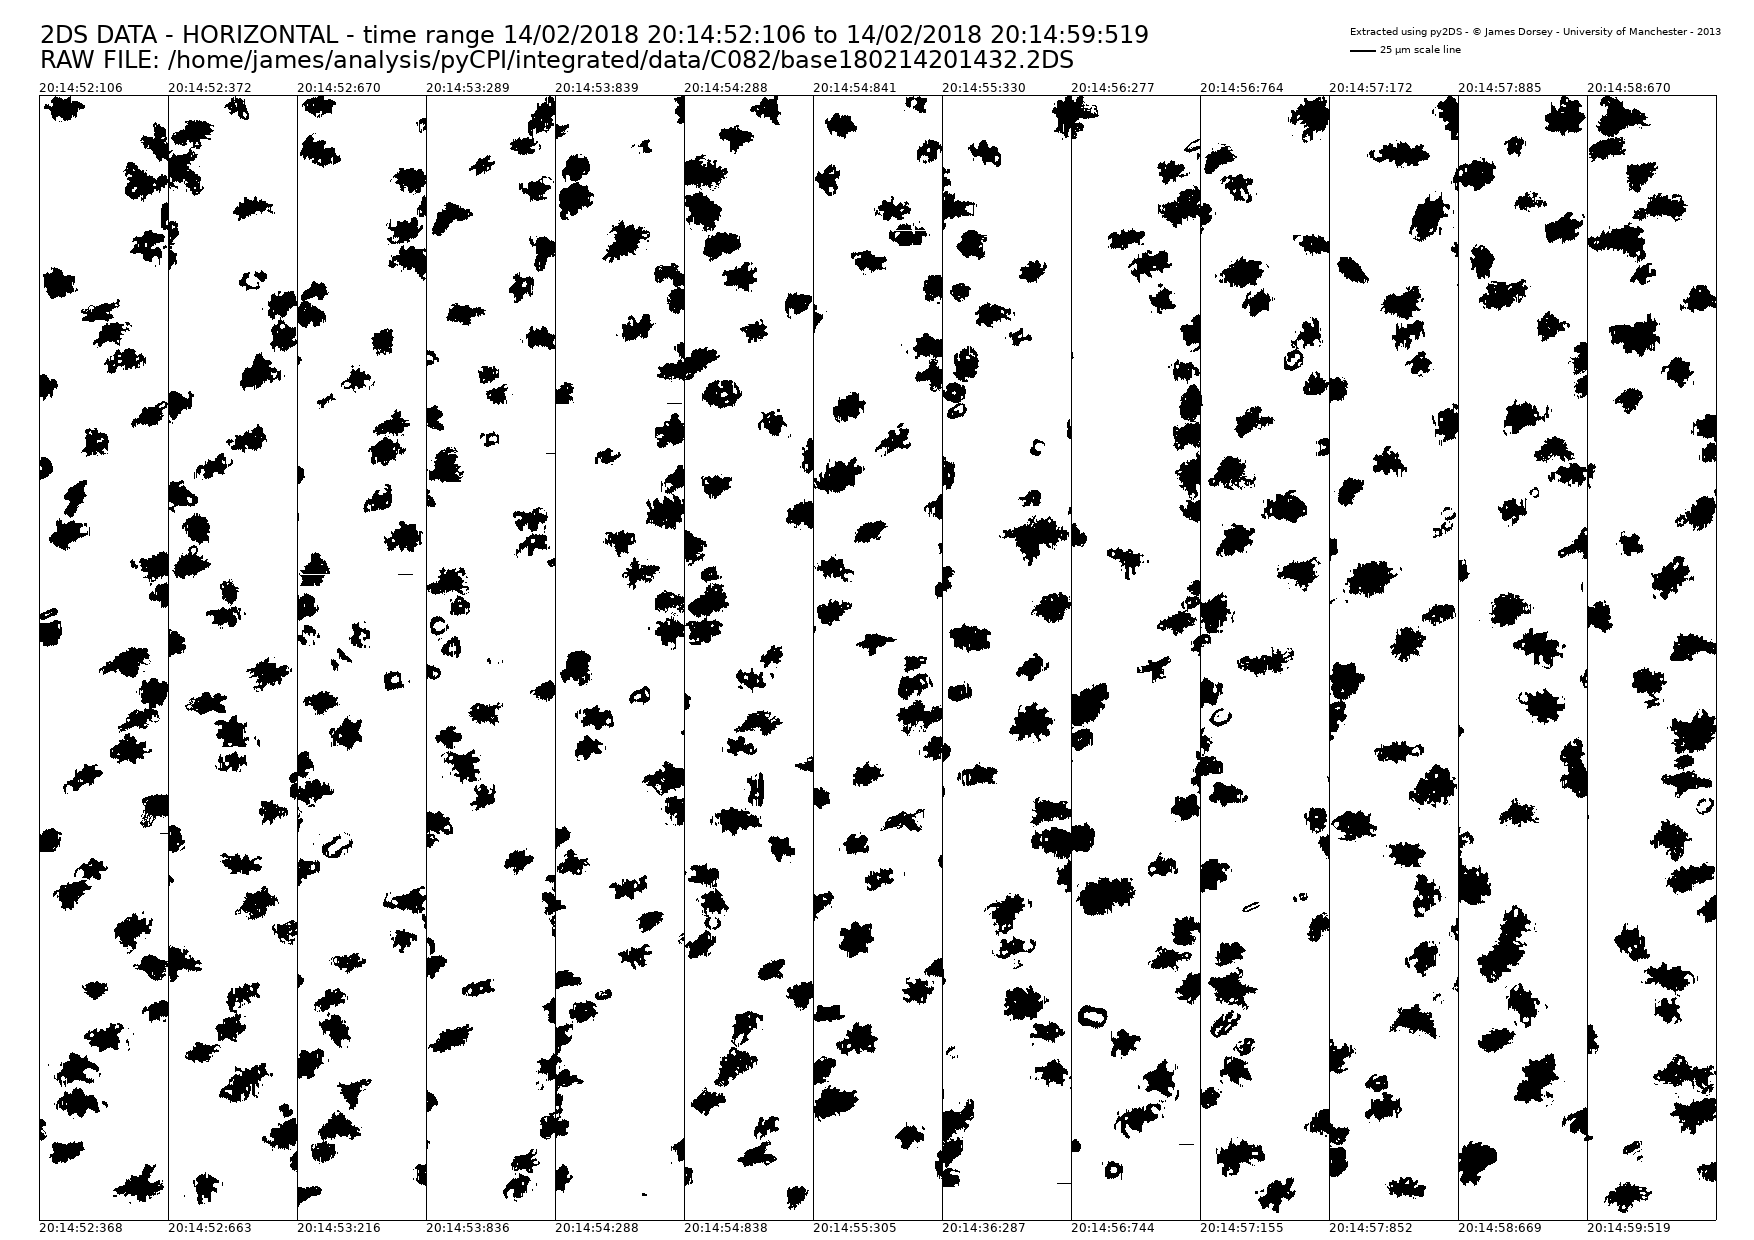 2DS DATA - HORIZONTAL - time range 14/02/2018 20:14:52:106 to 14/02/2018 20:14:59:519
RAW FILE: /home/james/analysis/pyCPI/integrated/data/C082/base180214201432.2DS
Extracted using py2DS - © James Dorsey - University of Manchester - 2013
25 µm scale line
20:14:52:106 20:14:52:372 20:14:52:670 20:14:53:289 20:14:53:839 20:14:54:288 20:14:54:841 20:14:55:330 20:14:56:277 20:14:56:764 20:14:57:172 20:14:57:885 20:14:58:670
20:14:52:368 20:14:52:663 20:14:53:216 20:14:53:836 20:14:54:288 20:14:54:838 20:14:55:305 20:14:36:287 20:14:56:744 20:14:57:155 20:14:57:852 20:14:58:669 20:14:59:519